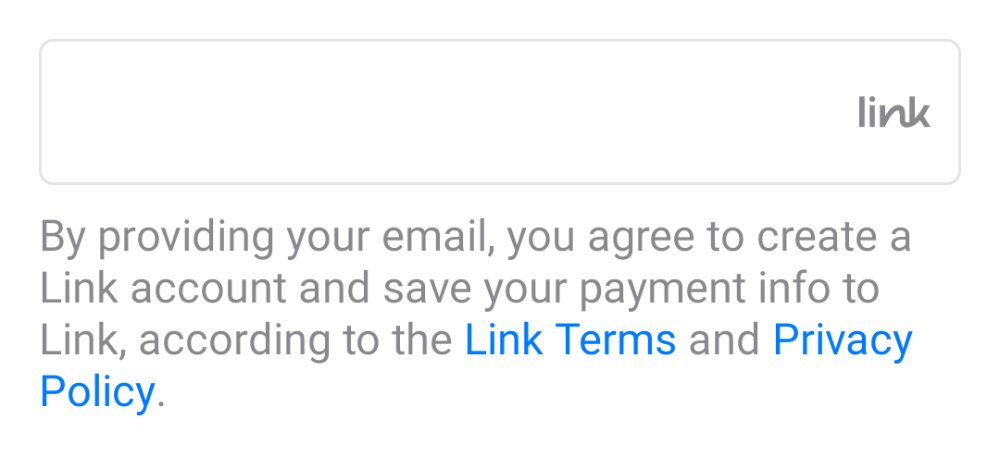 link
By providing your email, you agree to create a
Link account and save your payment info to
Link, according to the Link Terms and Privacy
Policy.